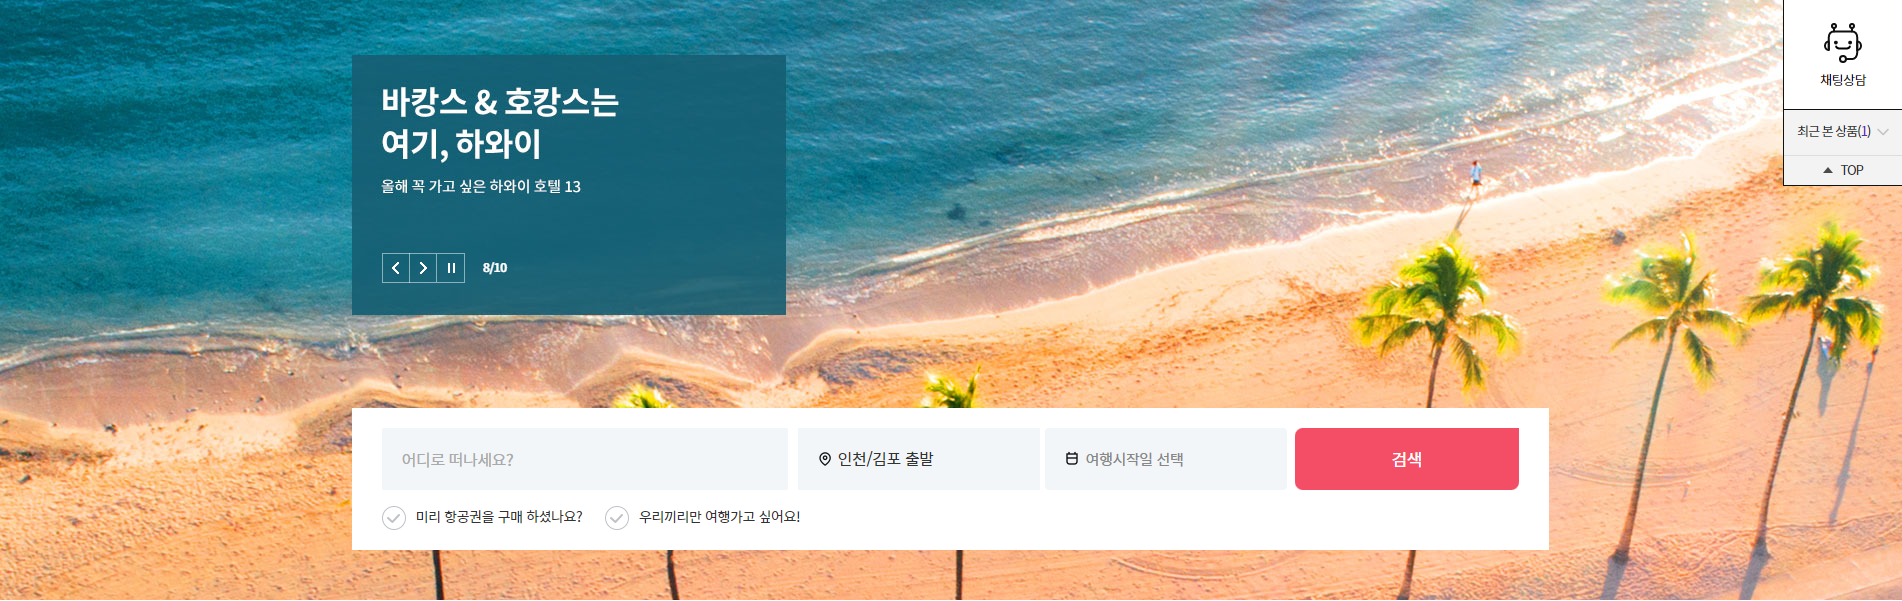 바캉스 & 호캉스는
여기, 하와이
올해 꼭 가고 싶은 하와이 호텔 13
8/10
채팅상담
최근 본 상품(1)
TOP
어디로 떠나세요?
인천/김포 출발
여행시작일 선택
검색
미리 항공권을 구매 하셨나요?
우리끼리만 여행가고 싶어요!